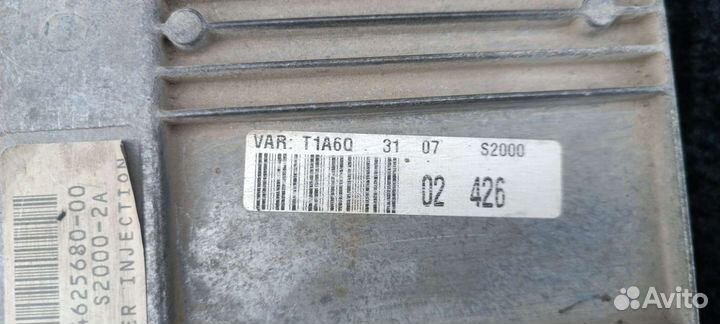 VAR: T1A6Q 31 07 S2000
02 426
625680-00
S2000-2A
INJECTION
Avito